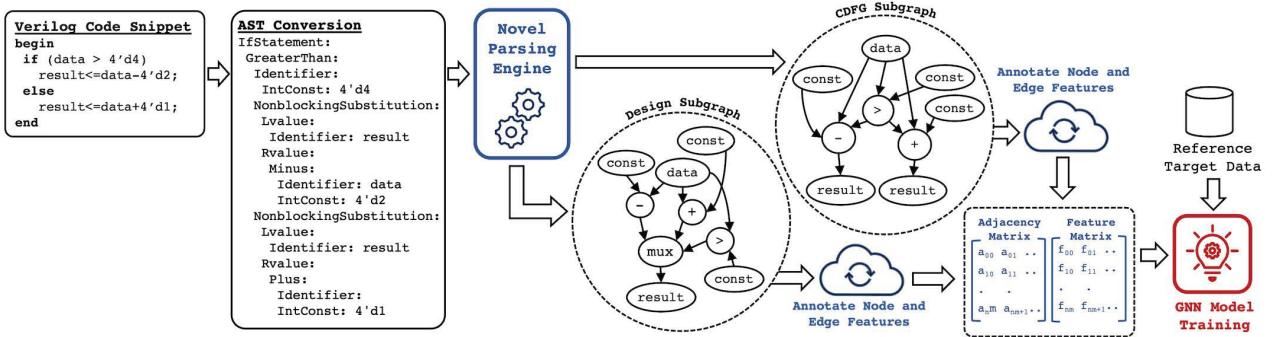 Verilog Code Snippet
begin
if (data > 4'd4)
result<=data-4'd2;
else
result<=data+4'd1;
end
AST Conversion
IfStatement:
GreaterThan:
Identifier:
IntConst: 4'd4
NonblockingSubstitution:
Lvalue:
Identifier: result
Rvalue:
Minus:
Identifier: data
IntConst: 4'd2
NonblockingSubstitution:
Lvalue:
Identifier: result
Rvalue:
Plus:
Identifier:
IntConst: 4'd1
Novel
Parsing
Engine
Design Subgraph
const
const
data
-
+
>
mux
const
result
CDFG Subgraph
data
const
const
>
const
-
+
result
result
Annotate Node and
Edge Features
Annotate Node and
Edge Features
Reference
Target Data
Adjacency Feature
Matrix Matrix
a00 a01 .. f00 f01 ..
a10 a11 .. f10 f11 ..
. . . .
anm anm+1 .. fnm fnm+1 ..
GNN Model
Training